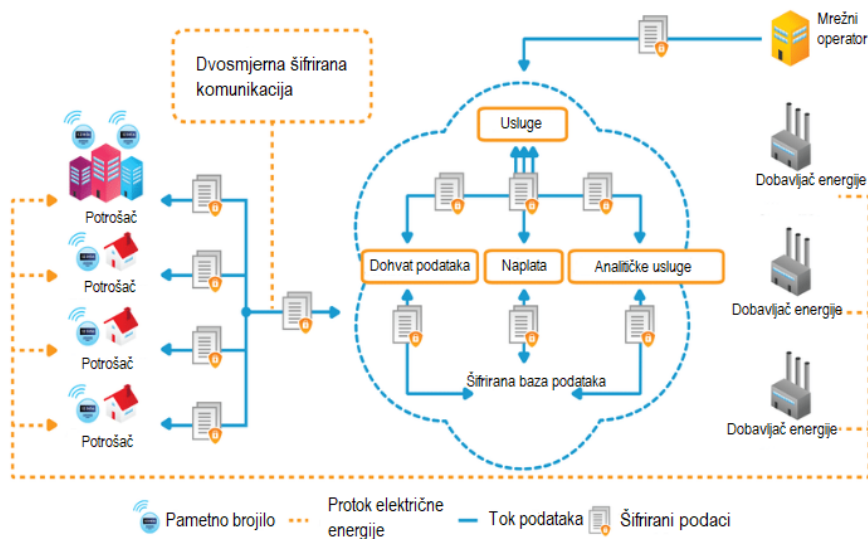 Mrežni
operator
Dvosmjerna šifrirana
komunikacija
Usluge
Dobavljač energije
Potrošač
Dohvat podataka
Naplata
Analitičke usluge
Potrošač
Dobavljač energije
Potrošač
Šifrirana baza podataka
Dobavljač energije
Potrošač
Pametno brojilo
Protok električne
energije
Tok podataka
Šifrirani podaci